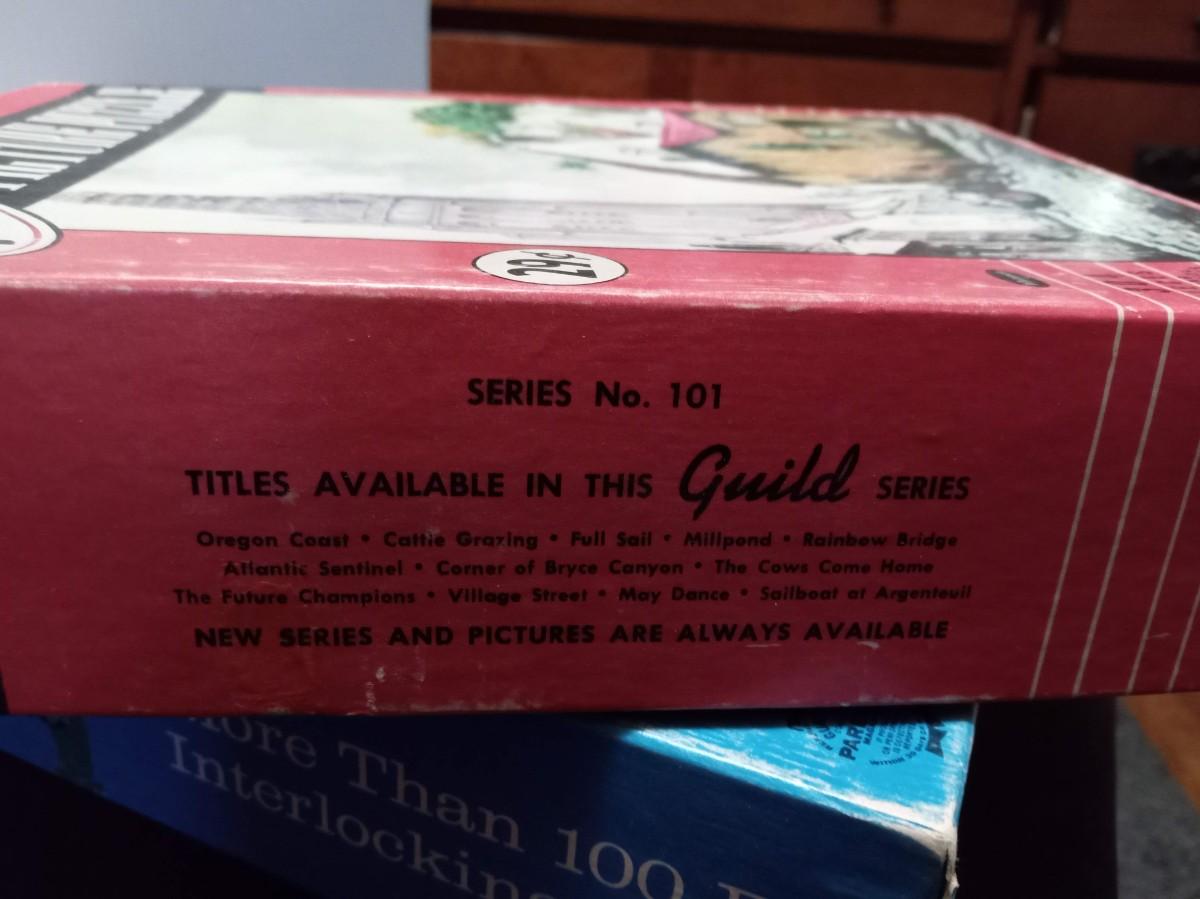 29¢
SERIES No. 101
TITLES AVAILABLE IN THIS Guild SERIES
Oregon Coast • Cattle Grazing • Full Sail • Millpond • Rainbow Bridge
Atlantic Sentinel • Corner of Bryce Canyon • The Cows Come Home
The Future Champions • Village Street • May Dance • Sailboat at Argenteuil
NEW SERIES AND PICTURES ARE ALWAYS AVAILABLE
More Than 100
Interlocking